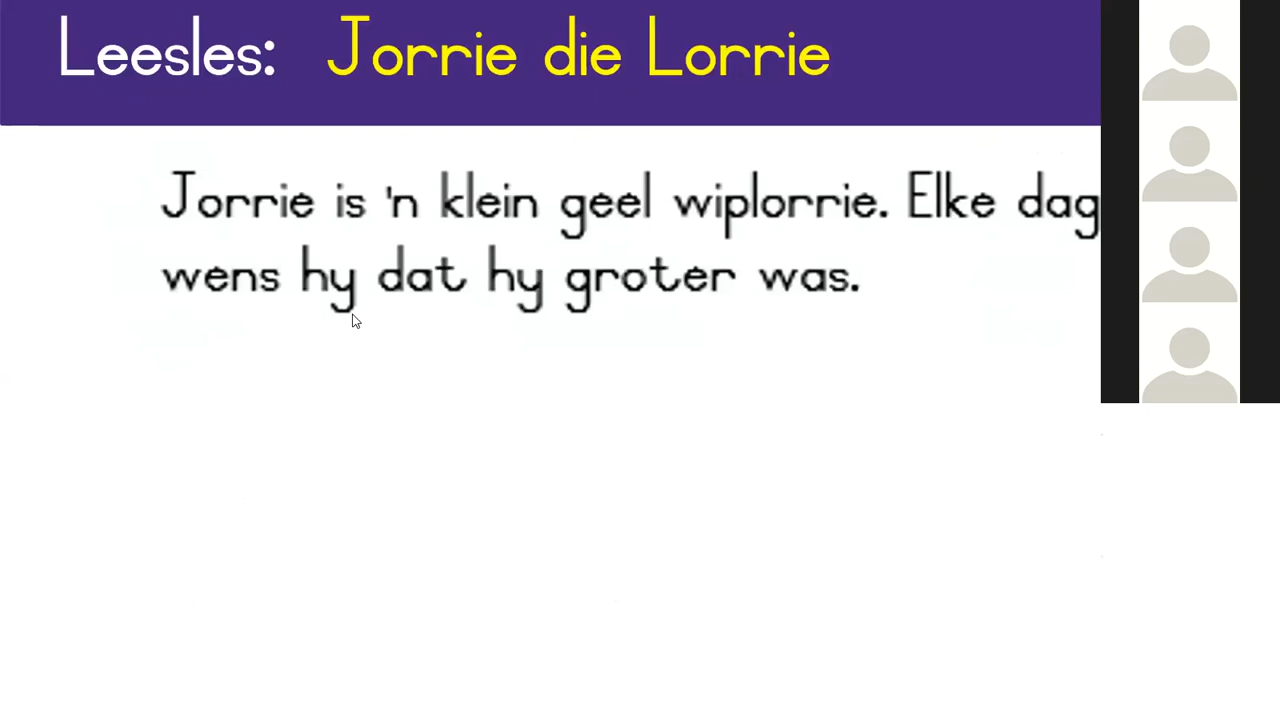 Leesles: Jorrie die Lorrie
Jorrie is 'n klein geel wiplorrie. Elke dag
wens hy dat hy groter was.